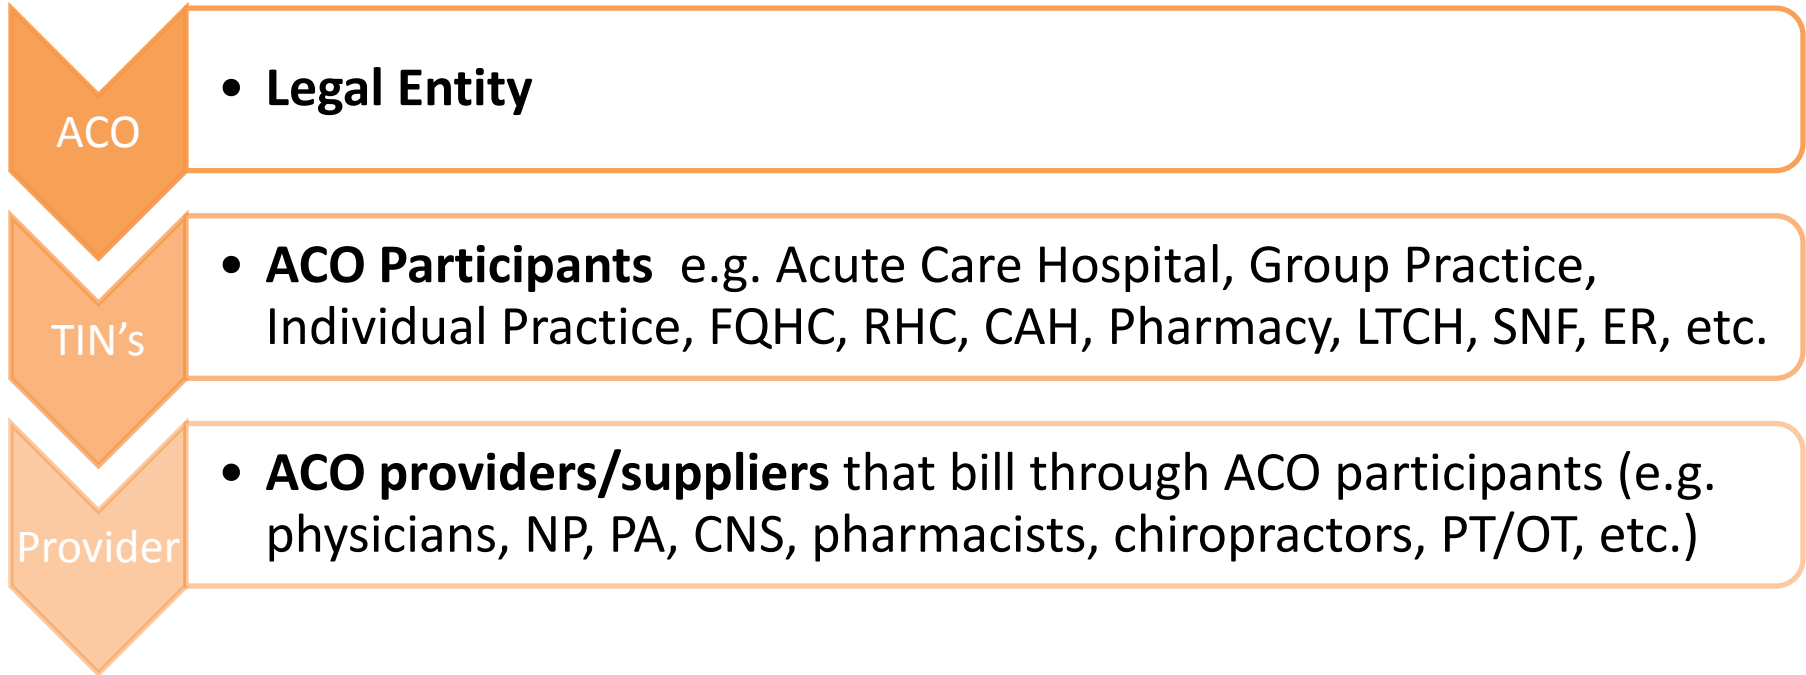 ACO
• Legal Entity
TIN’s
• ACO Participants e.g. Acute Care Hospital, Group Practice,
Individual Practice, FQHC, RHC, CAH, Pharmacy, LTCH, SNF, ER, etc.
Provider
• ACO providers/suppliers that bill through ACO participants (e.g.
physicians, NP, PA, CNS, pharmacists, chiropractors, PT/OT, etc.)